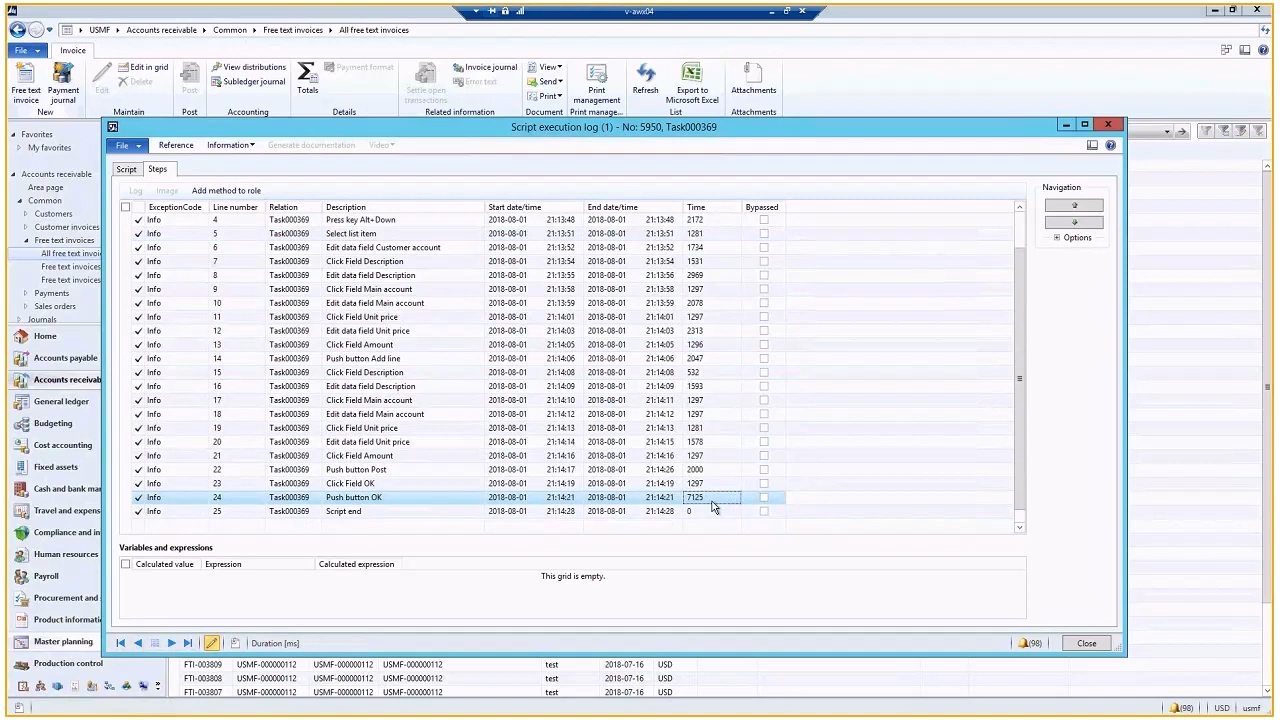 v-awx04
USMF ▸ Accounts receivable ▸ Common ▸ Free text invoices ▸ All free text invoices
File Invoice
Free text invoice
Payment journal
New
Edit
Edit in grid
Delete
Maintain
Post
Post
View distributions
Subledger journal
Accounting
Totals
Payment format
Details
Settle open transactions
Invoice journal
Error text
Related information
View
Send
Print
Document
Print management
Print manage...
Refresh
Export to Microsoft Excel
List
Attachments
Attachments
Favorites
My favorites
Accounts receivable
Area page
Common
Customers
Customer invoices
Free text invoices
All free text invoi
Free text invoices
Free text invoices
Payments
Sales orders
Journals
Home
Accounts payable
Accounts receivab
General ledger
Budgeting
Cost accounting
Fixed assets
Cash and bank mar
Travel and expens
Compliance and in
Human resources
Payroll
Procurement and
Product informati
Master planning
Production control
Script execution log (1) - No: 5950, Task000369
File Reference Information Generate documentation Video
Script Steps
Log Image Add method to role
ExceptionCode Line number Relation Description Start date/time End date/time Time Bypassed
Info 4 Task000369 Press key Alt+Down 2018-08-01 21:13:48 2018-08-01 21:13:48 2172
Info 5 Task000369 Select list item 2018-08-01 21:13:51 2018-08-01 21:13:51 1281
Info 6 Task000369 Edit data field Customer account 2018-08-01 21:13:52 2018-08-01 21:13:52 1734
Info 7 Task000369 Click Field Description 2018-08-01 21:13:54 2018-08-01 21:13:54 1531
Info 8 Task000369 Edit data field Description 2018-08-01 21:13:55 2018-08-01 21:13:56 2969
Info 9 Task000369 Click Field Main account 2018-08-01 21:13:58 2018-08-01 21:13:58 1297
Info 10 Task000369 Edit data field Main account 2018-08-01 21:13:59 2018-08-01 21:13:59 2078
Info 11 Task000369 Click Field Unit price 2018-08-01 21:14:01 2018-08-01 21:14:01 1297
Info 12 Task000369 Edit data field Unit price 2018-08-01 21:14:03 2018-08-01 21:14:03 2313
Info 13 Task000369 Click Field Amount 2018-08-01 21:14:05 2018-08-01 21:14:05 1296
Info 14 Task000369 Push button Add line 2018-08-01 21:14:06 2018-08-01 21:14:06 2047
Info 15 Task000369 Click Field Description 2018-08-01 21:14:08 2018-08-01 21:14:08 532
Info 16 Task000369 Edit data field Description 2018-08-01 21:14:09 2018-08-01 21:14:09 1593
Info 17 Task000369 Click Field Main account 2018-08-01 21:14:10 2018-08-01 21:14:11 1297
Info 18 Task000369 Edit data field Main account 2018-08-01 21:14:12 2018-08-01 21:14:12 1297
Info 19 Task000369 Click Field Unit price 2018-08-01 21:14:13 2018-08-01 21:14:13 1281
Info 20 Task000369 Edit data field Unit price 2018-08-01 21:14:14 2018-08-01 21:14:15 1578
Info 21 Task000369 Click Field Amount 2018-08-01 21:14:16 2018-08-01 21:14:16 1297
Info 22 Task000369 Push button Post 2018-08-01 21:14:17 2018-08-01 21:14:26 2000
Info 23 Task000369 Click Field OK 2018-08-01 21:14:19 2018-08-01 21:14:19 1297
Info 24 Task000369 Push button OK 2018-08-01 21:14:21 2018-08-01 21:14:21 7125
Info 25 Task000369 Script end 2018-08-01 21:14:28 2018-08-01 21:14:28 0
Navigation
Options
Variables and expressions
Calculated value Expression Calculated expression
This grid is empty.
Duration [ms] (98) Close
FTI-003809 USMF-000000112 USMF-000000112 USMF-000000112 test 2018-07-16 USD
FTI-003808 USMF-000000112 USMF-000000112 USMF-000000112 test 2018-07-16 USD
FTI-003807 USMF-000000112 USMF-000000112 USMF-000000112 test 2018-07-16 USD
(98) USD usmf